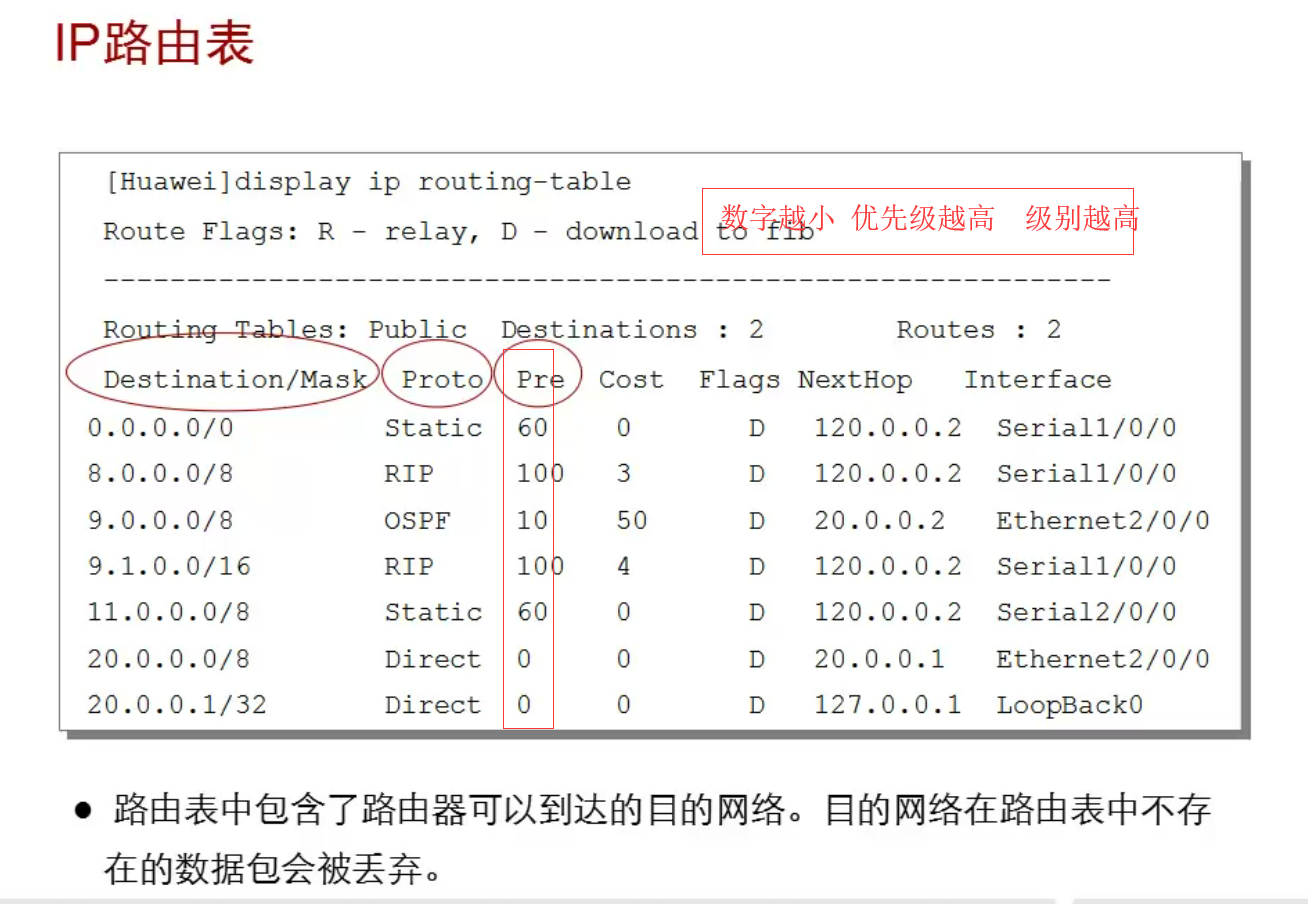 IP路由表
[Huawei]display ip routing-table
数字越小 优先级越高 级别越高
Route Flags: R - relay, D - download to fib
----------------------------------------------------------------
Routing Tables: Public Destinations : 2 Routes : 2
Destination/Mask Proto Pre Cost Flags NextHop Interface
0.0.0.0/0 Static 60 0 D 120.0.0.2 Serial1/0/0
8.0.0.0/8 RIP 100 3 D 120.0.0.2 Serial1/0/0
9.0.0.0/8 OSPF 10 50 D 20.0.0.2 Ethernet2/0/0
9.1.0.0/16 RIP 100 4 D 120.0.0.2 Serial1/0/0
11.0.0.0/8 Static 60 0 D 120.0.0.2 Serial2/0/0
20.0.0.0/8 Direct 0 0 D 20.0.0.1 Ethernet2/0/0
20.0.0.1/32 Direct 0 0 D 127.0.0.1 LoopBack0
● 路由表中包含了路由器可以到达的目的网络。目的网络在路由表中不存
在的数据包会被丢弃。